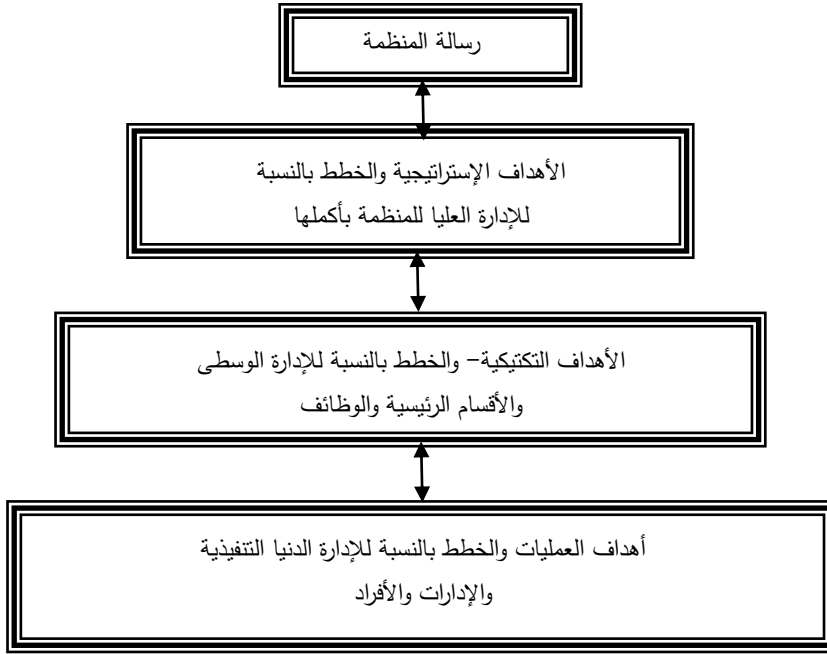 رسالة المنظمة
الأهداف الإستراتيجية والخطط بالنسبة
للإدارة العليا للمنظمة بأكملها
الأهداف التكتيكية– والخطط بالنسبة للإدارة الوسطى
والأقسام الرئيسية والوظائف
أهداف العمليات والخطط بالنسبة للإدارة الدنيا التنفيذية
والإدارات والأفراد